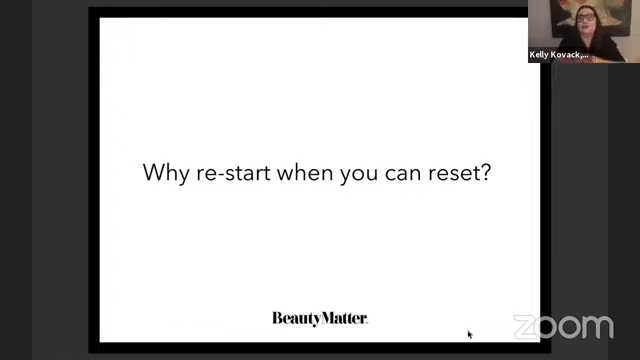 Kelly Kovack,...
Why re-start when you can reset?
BeautyMatter.
zoom